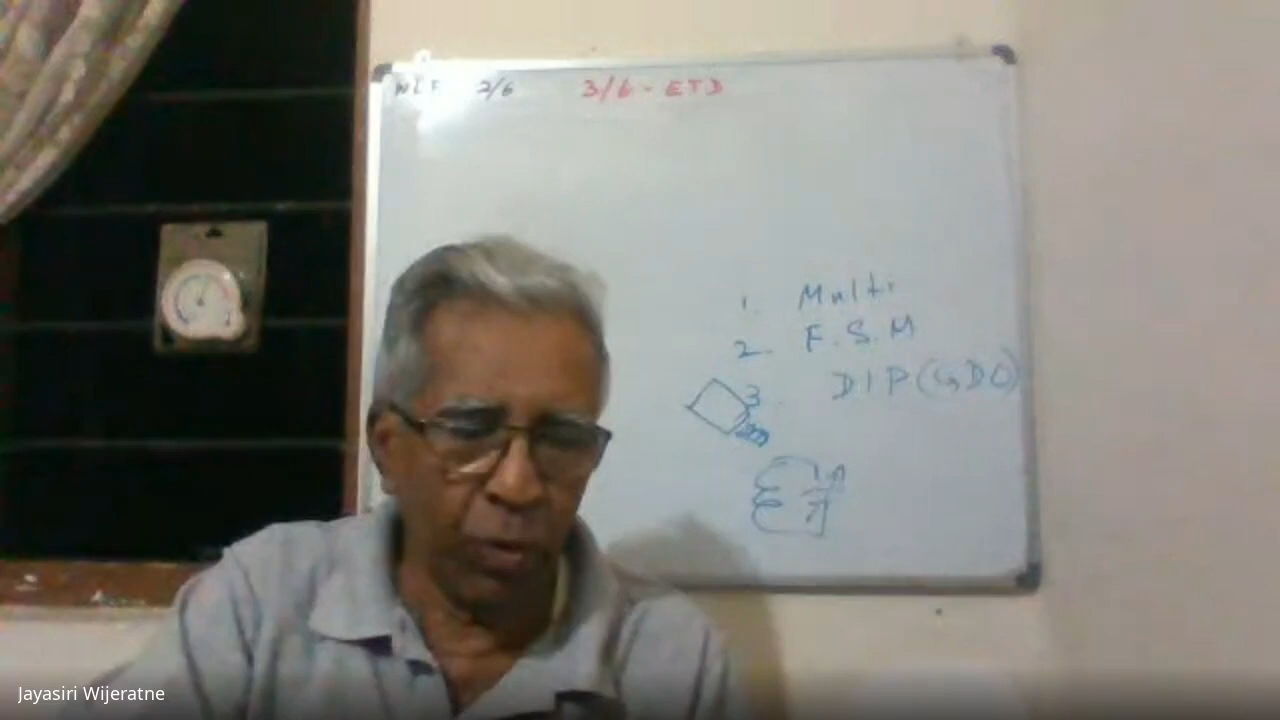 2/6 3/6 - ETD
1. Multi
2. F.S.M
3. DIP(GDO)
Jayasiri Wijeratne